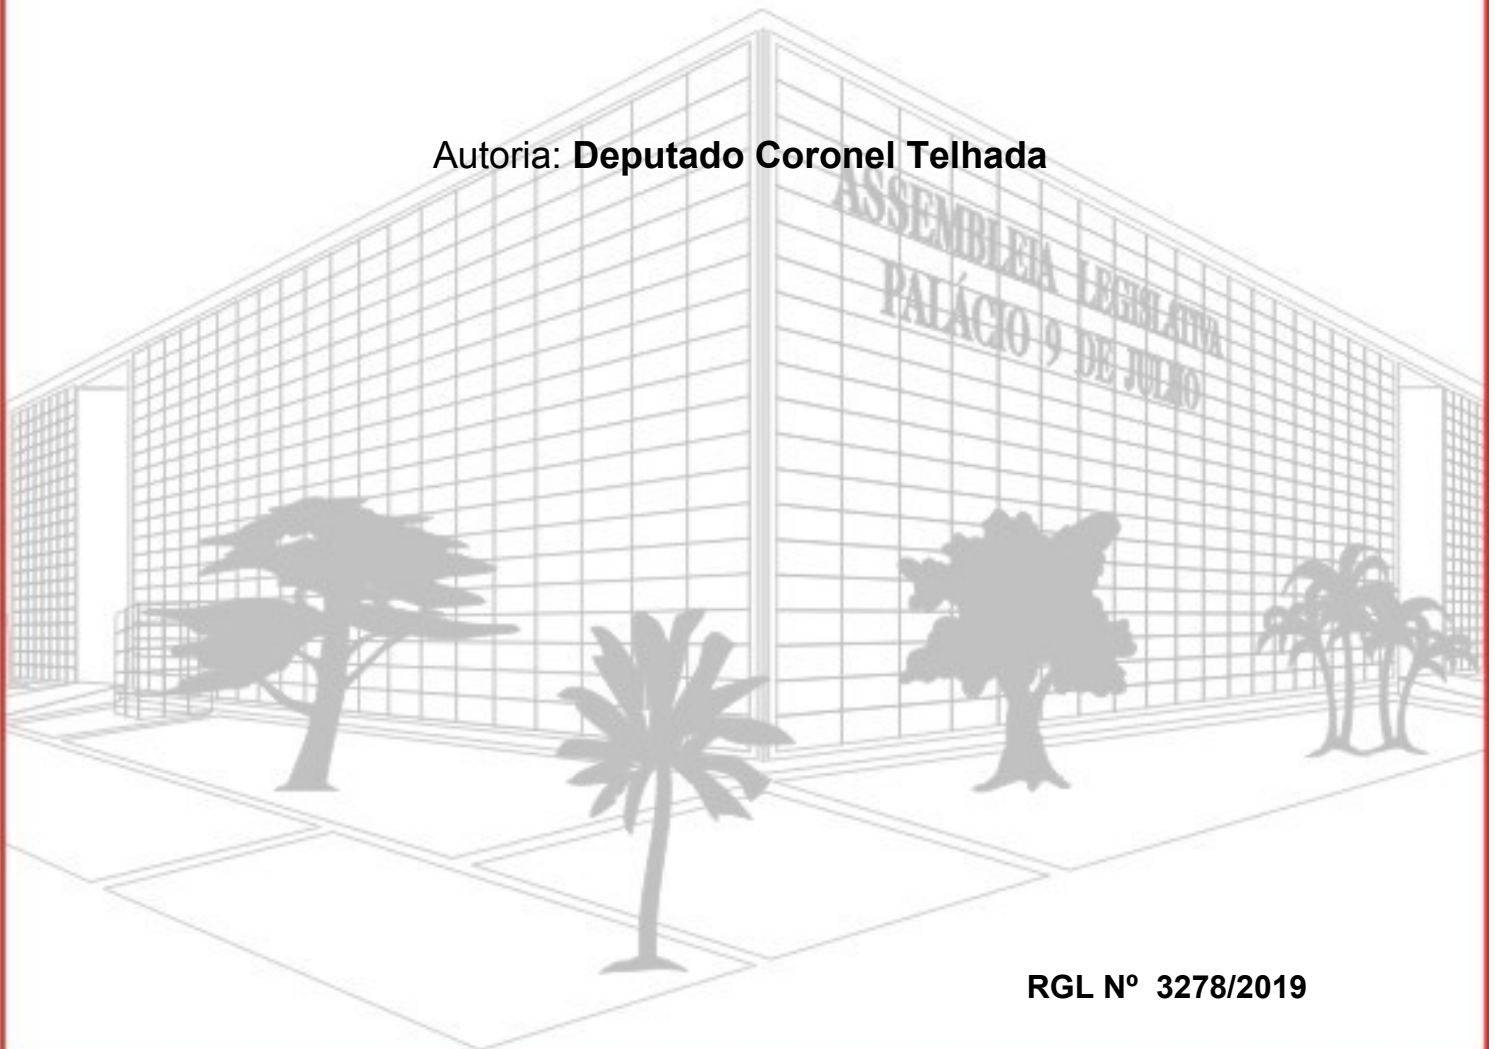 Autoria: Deputado Coronel Telhada
ASSEMBLEIA LEGISLATIVA
PALÁCIO 9 DE JULHO
RGL Nº 3278/2019